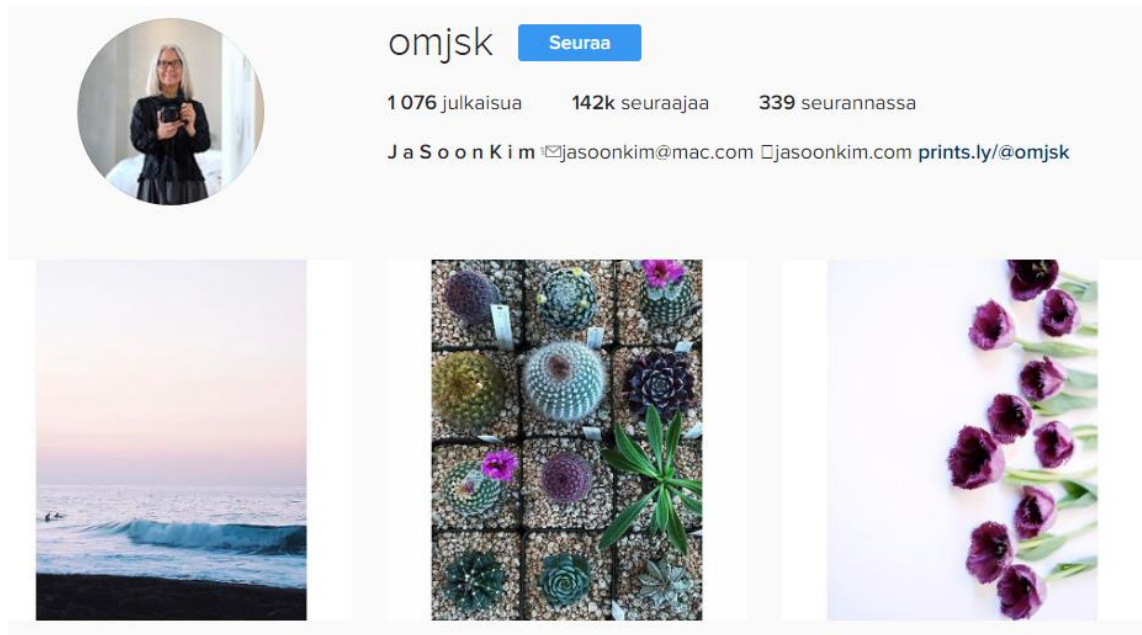 omjsk Seuraa
1 076 julkaisua 142k seuraajaa 339 seurannassa
J a S o o n K i m jasoonkim@mac.com jasoonkim.com prints.ly/@omjsk